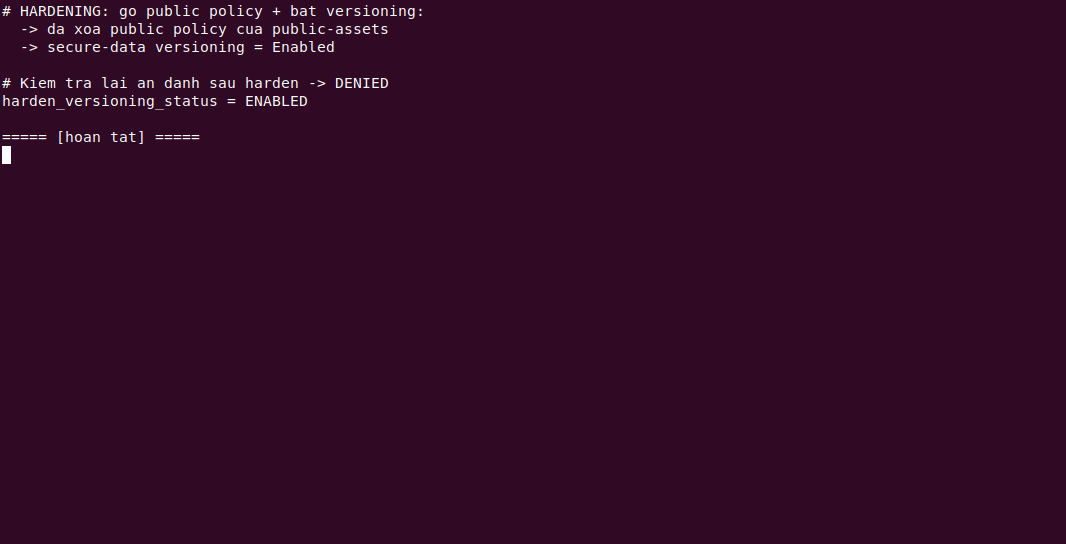 # HARDENING: go public policy + bat versioning:
  -> da xoa public policy cua public-assets
  -> secure-data versioning = Enabled
# Kiem tra lai an danh sau harden -> DENIED
harden_versioning_status = ENABLED
===== [hoan tat] =====